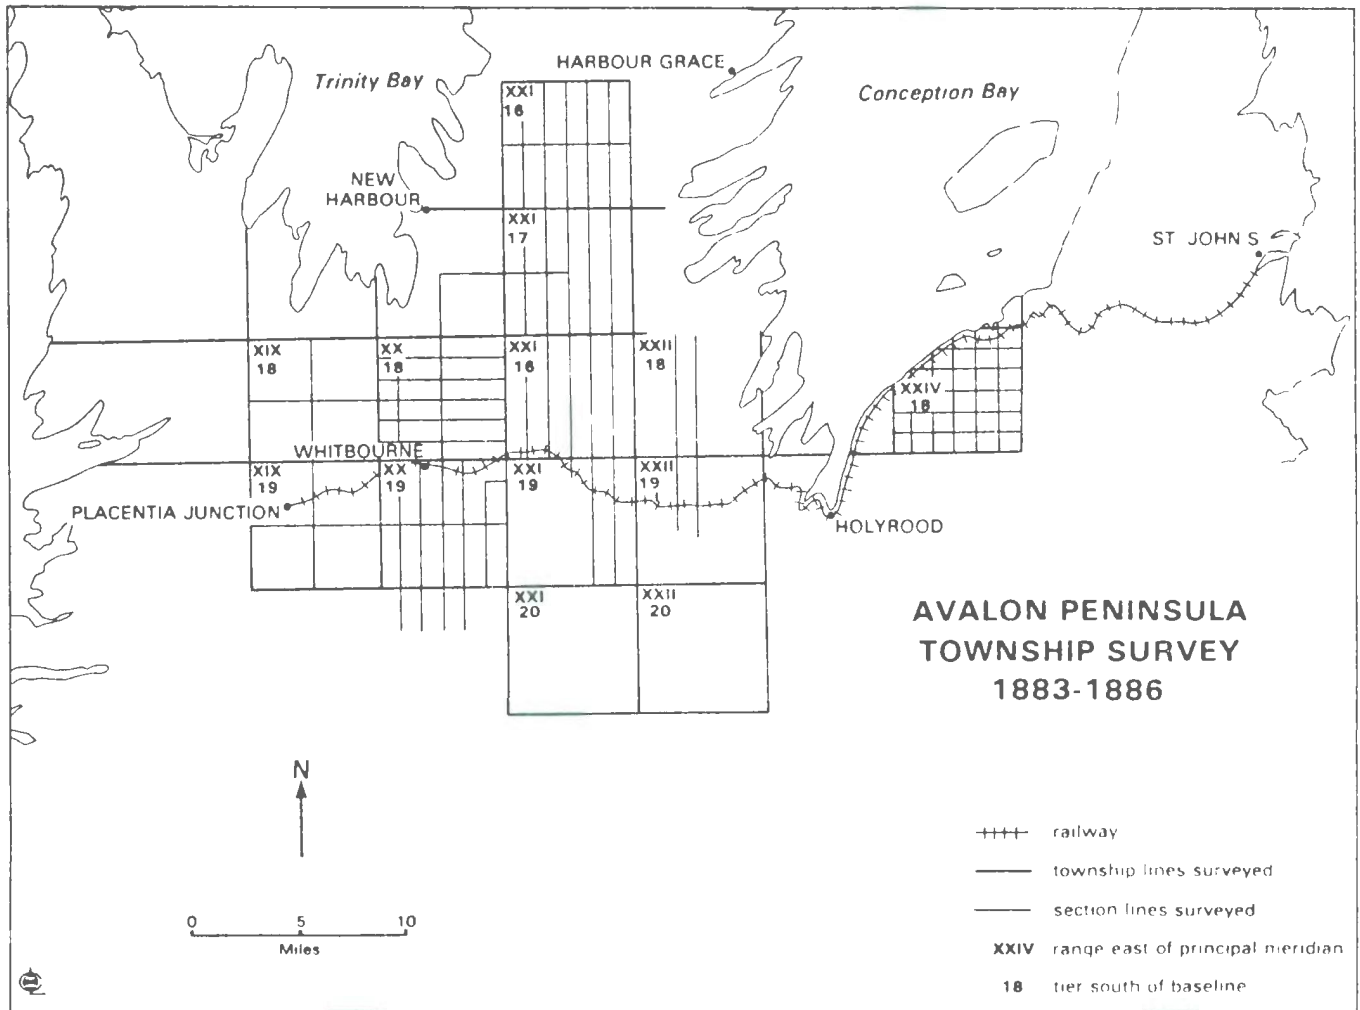 HARBOUR GRACE
Trinity Bay
Conception Bay
XXI
16
NEW
HARBOUR
XXI
17
ST JOHN S
XIX
18
XX
18
XXI
16
XXII
18
XXIV
18
WHITBOURNE
XIX
19
XX
19
XXI
19
XXII
19
PLACENTIA JUNCTION
HOLYROOD
XXI
20
XXII
20
AVALON PENINSULA
TOWNSHIP SURVEY
1883-1886
N
railway
township lines surveyed
section lines surveyed
0 5 10
Miles
XXIV range east of principal meridian
18 tier south of baseline